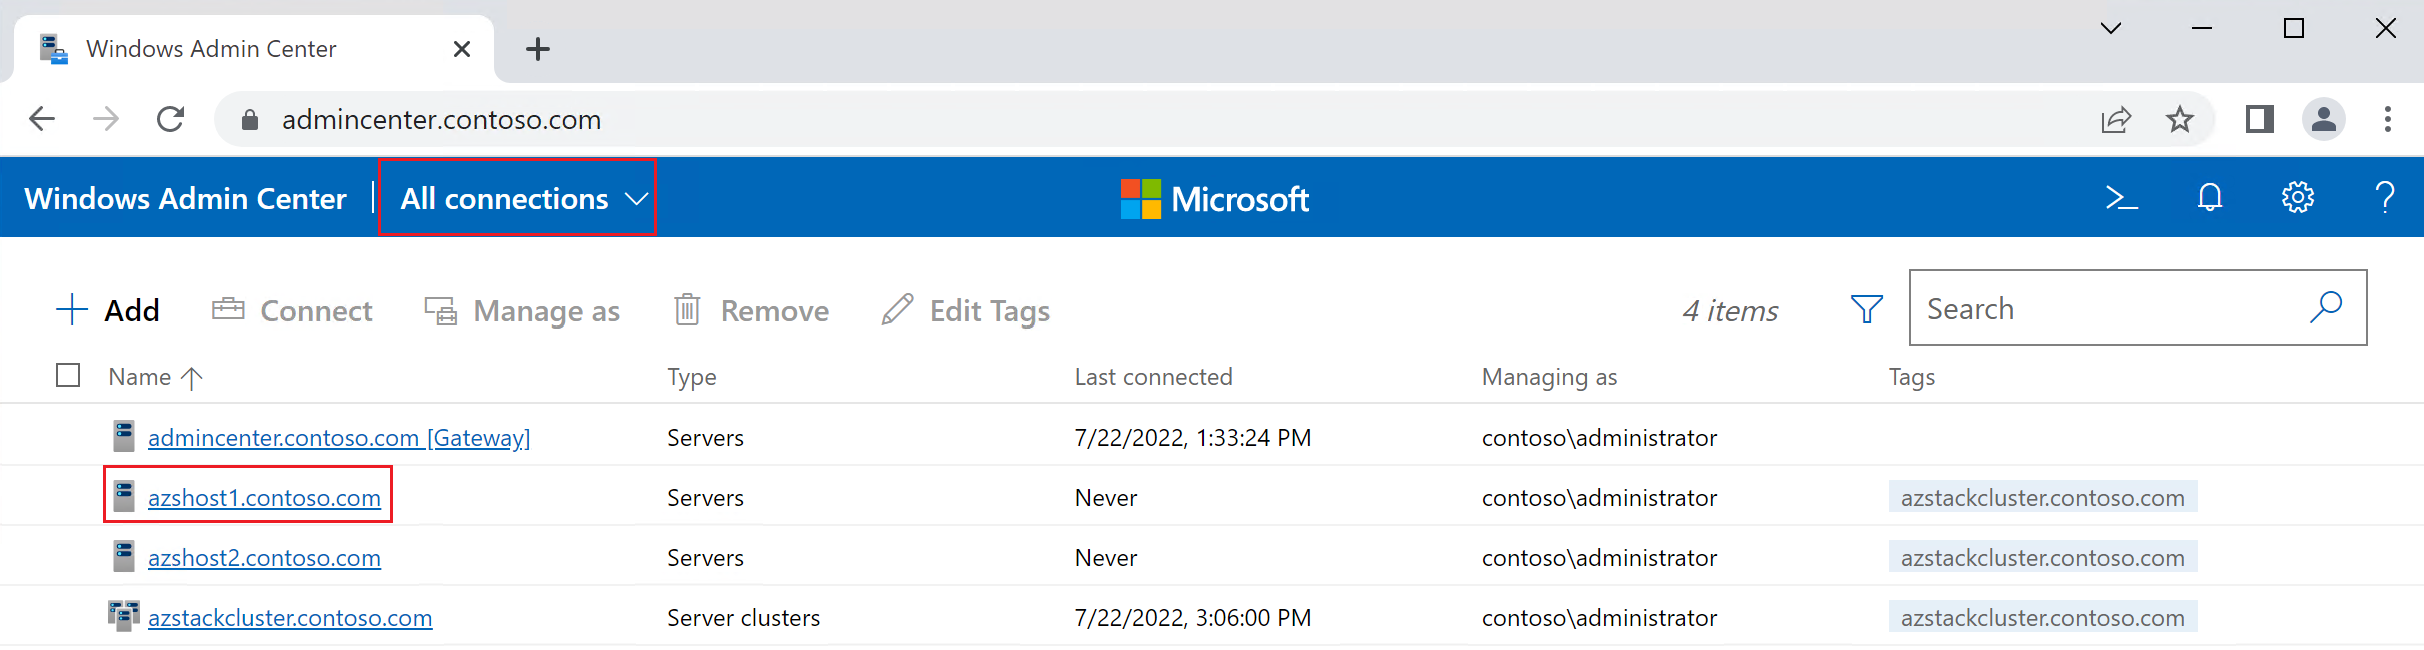 Windows Admin Center
admincenter.contoso.com
Windows Admin Center | All connections Microsoft ?
Add Connect Manage as Remove Edit Tags 4 items Search
Name Type Last connected Managing as Tags
admincenter.contoso.com [Gateway] Servers 7/22/2022, 1:33:24 PM contoso\administrator
azshost1.contoso.com Servers Never contoso\administrator azstackcluster.contoso.com
azshost2.contoso.com Servers Never contoso\administrator azstackcluster.contoso.com
azstackcluster.contoso.com Server clusters 7/22/2022, 3:06:00 PM contoso\administrator azstackcluster.contoso.com